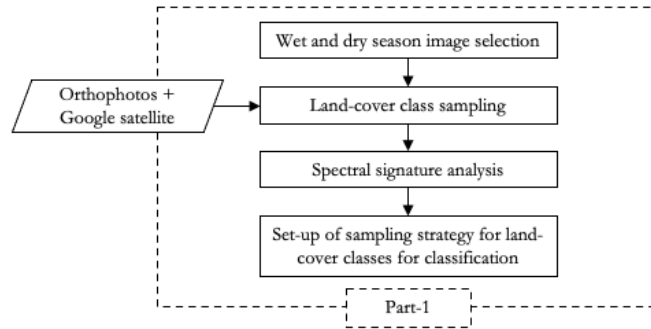 Wet and dry season image selection
Orthophotos +
Google satellite
Land-cover class sampling
Spectral signature analysis
Set-up of sampling strategy for land-
cover classes for classification
Part-1